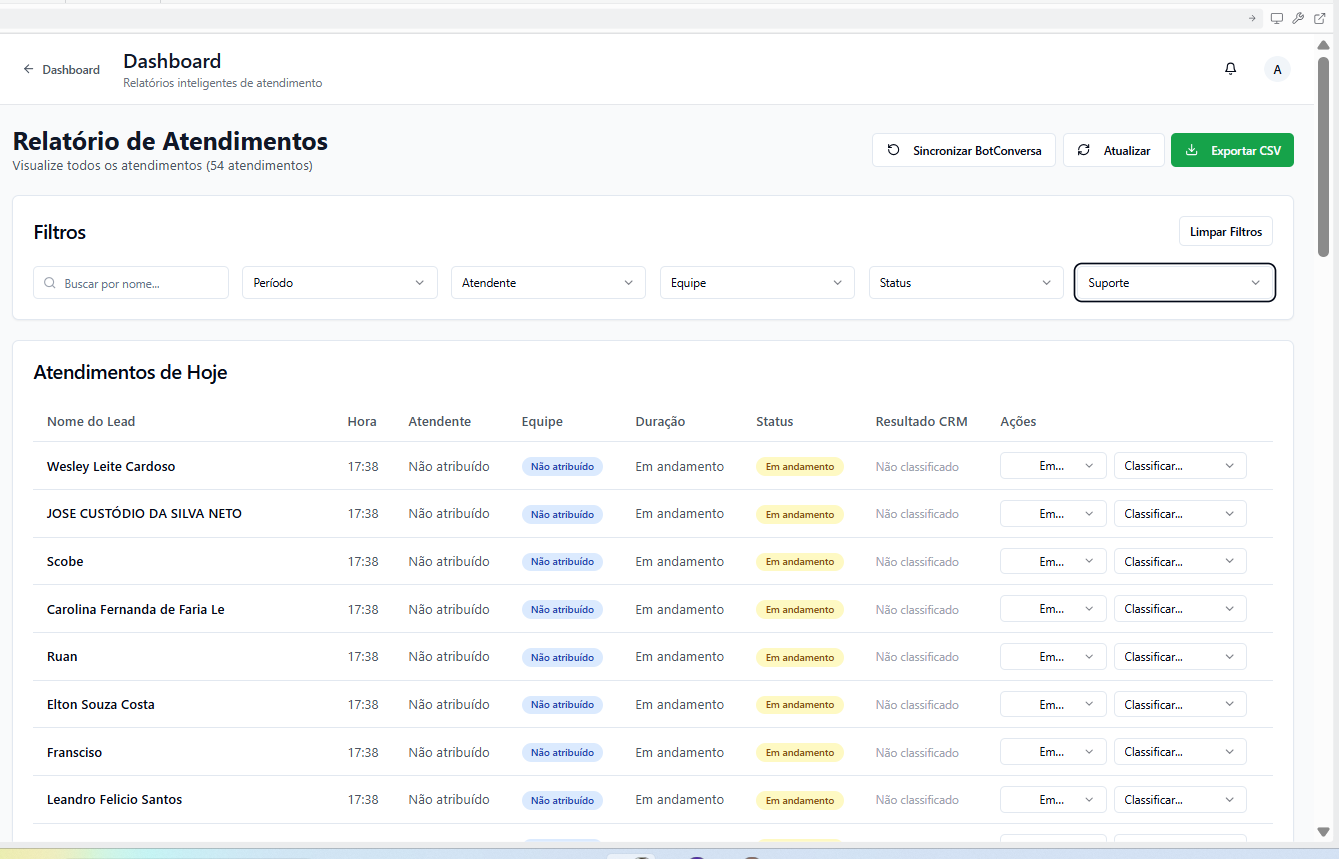 Dashboard
Dashboard
Relatórios inteligentes de atendimento
A
Relatório de Atendimentos
Visualize todos os atendimentos (54 atendimentos)
Sincronizar BotConversa
Atualizar
Exportar CSV
Filtros
Limpar Filtros
Buscar por nome... Período Atendente Equipe Status Suporte
Atendimentos de Hoje
Nome do Lead Hora Atendente Equipe Duração Status Resultado CRM Ações
Wesley Leite Cardoso 17:38 Não atribuído Não atribuído Em andamento Em andamento Não classificado Em... Classificar...
JOSE CUSTÓDIO DA SILVA NETO 17:38 Não atribuído Não atribuído Em andamento Em andamento Não classificado Em... Classificar...
Scobe 17:38 Não atribuído Não atribuído Em andamento Em andamento Não classificado Em... Classificar...
Carolina Fernanda de Faria Le 17:38 Não atribuído Não atribuído Em andamento Em andamento Não classificado Em... Classificar...
Ruan 17:38 Não atribuído Não atribuído Em andamento Em andamento Não classificado Em... Classificar...
Elton Souza Costa 17:38 Não atribuído Não atribuído Em andamento Em andamento Não classificado Em... Classificar...
Fransciso 17:38 Não atribuído Não atribuído Em andamento Em andamento Não classificado Em... Classificar...
Leandro Felicio Santos 17:38 Não atribuído Não atribuído Em andamento Em andamento Não classificado Em... Classificar...